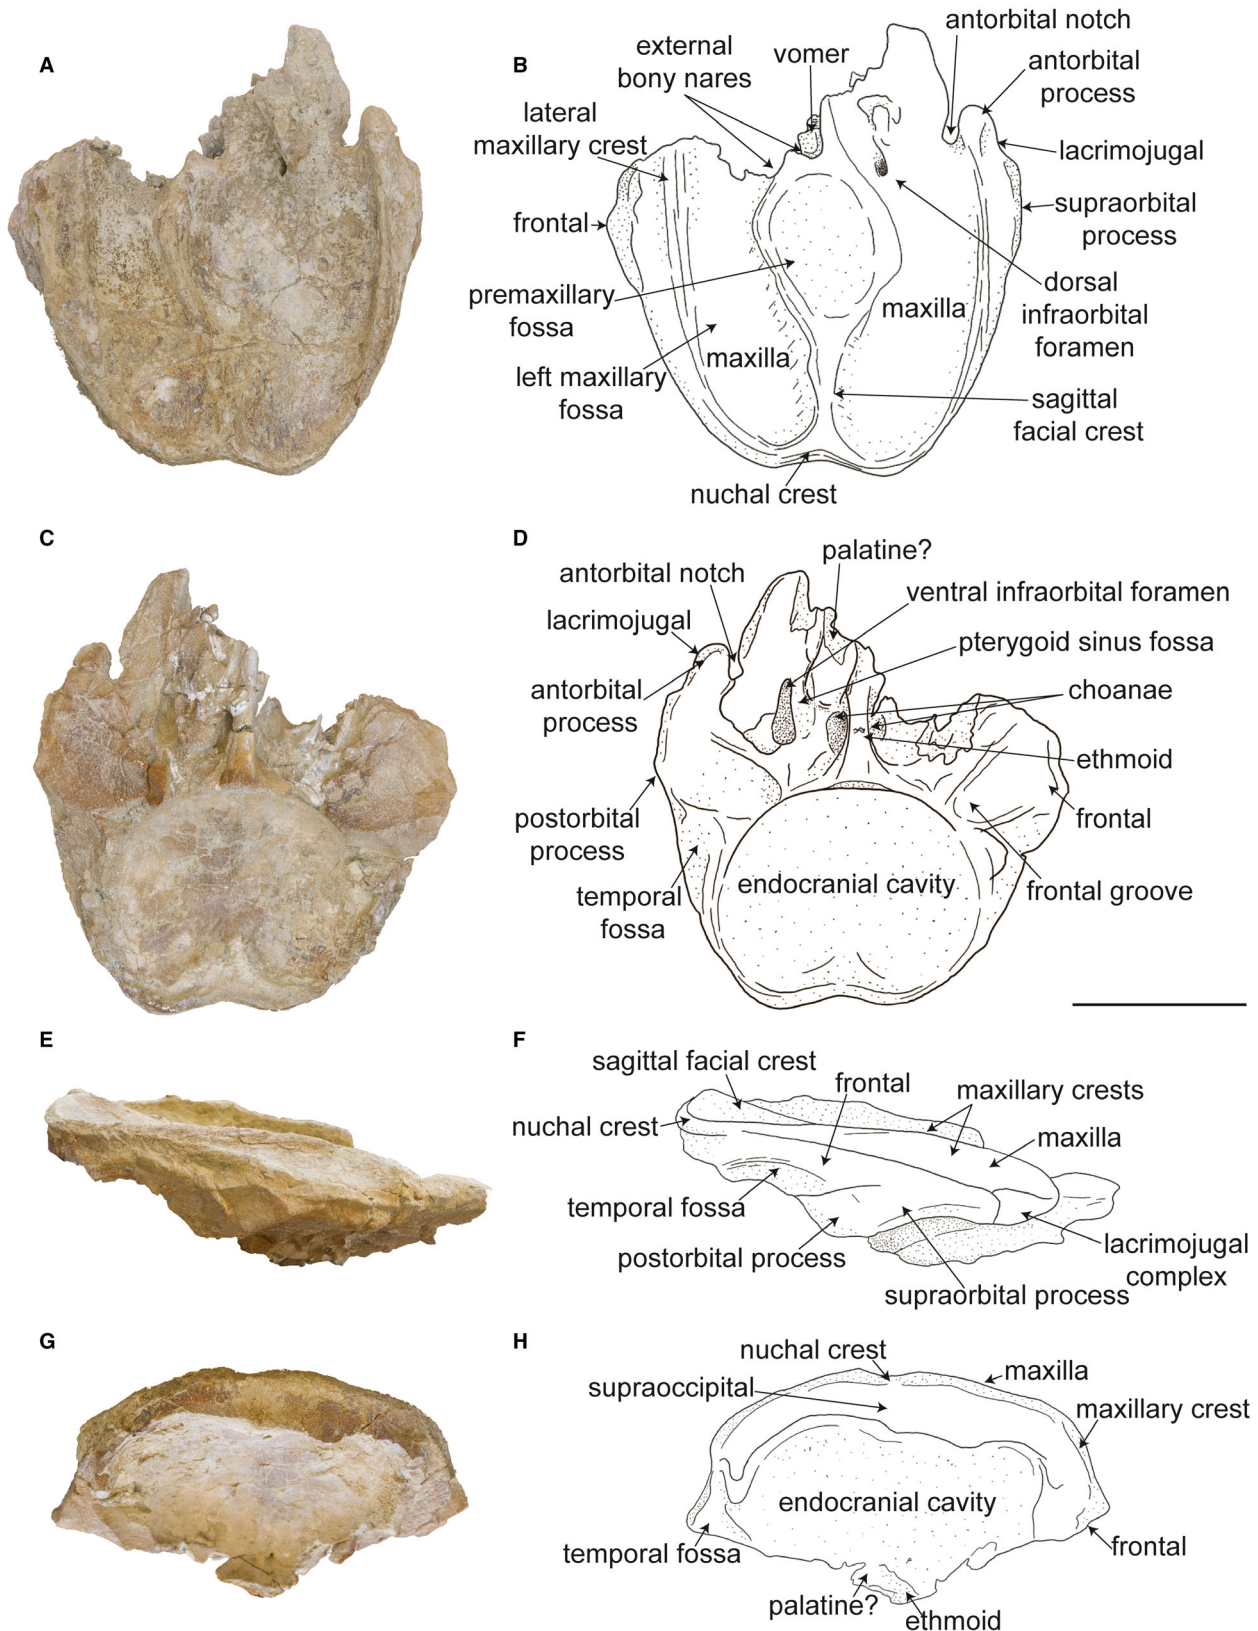 A
B
external
bony nares
vomer
antorbital notch
antorbital
process
lateral
maxillary crest
lacrimojugal
frontal
supraorbital
process
premaxillary
fossa
dorsal
infraorbital
foramen
maxilla
maxilla
left maxillary
fossa
sagittal
facial crest
nuchal crest
C
D
palatine?
antorbital notch
ventral infraorbital foramen
lacrimojugal
pterygoid sinus fossa
antorbital
process
choanae
ethmoid
postorbital
process
frontal
temporal
fossa
endocranial cavity
frontal groove
E
F
sagittal facial crest
frontal
maxillary crests
nuchal crest
maxilla
temporal fossa
postorbital process
lacrimojugal
complex
supraorbital process
G
H
nuchal crest
maxilla
supraoccipital
maxillary crest
endocranial cavity
temporal fossa
frontal
palatine?
ethmoid